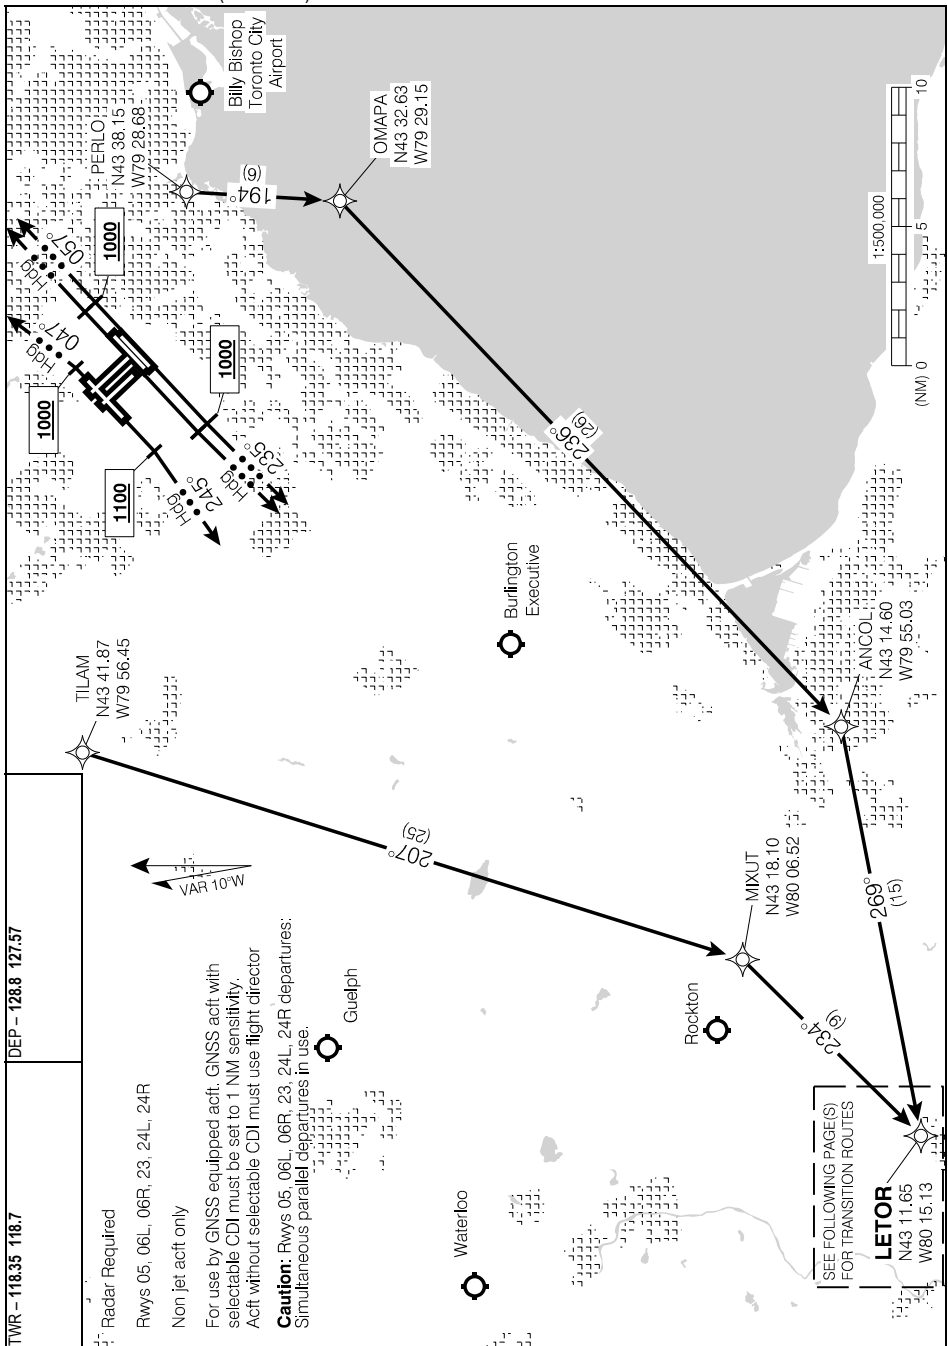 TWR – 118.35 118.7
DEP – 128.8 127.57
Radar Required
Rwys 05, 06L, 06R, 23, 24L, 24R
Non jet acft only
For use by GNSS equipped acft. GNSS acft with
selectable CDI must be set to 1 NM sensitivity.
Acft without selectable CDI must use flight director
Caution: Rwys 05, 06L, 06R, 23, 24L, 24R departures:
Simultaneous parallel departures in use.
VAR 10°W
TILAM
N43 41.87
W79 56.45
1100
1000
Hdg
047°
Hdg
057°
1000
1000
Hdg
245°
Hdg
235°
PERLO
N43 38.15
W79 28.68
Billy Bishop
Toronto City
Airport
194°
(6)
OMAPA
N43 32.63
W79 29.15
236°
(26)
Guelph
207°
(25)
Burlington
Executive
Waterloo
Rockton
MIXUT
N43 18.10
W80 06.52
234°
(9)
ANCOL
N43 14.60
W79 55.03
269°
(15)
SEE FOLLOWING PAGE(S)
FOR TRANSITION ROUTES
LETOR
N43 11.65
W80 15.13
1:500,000
(NM) 0
5
10